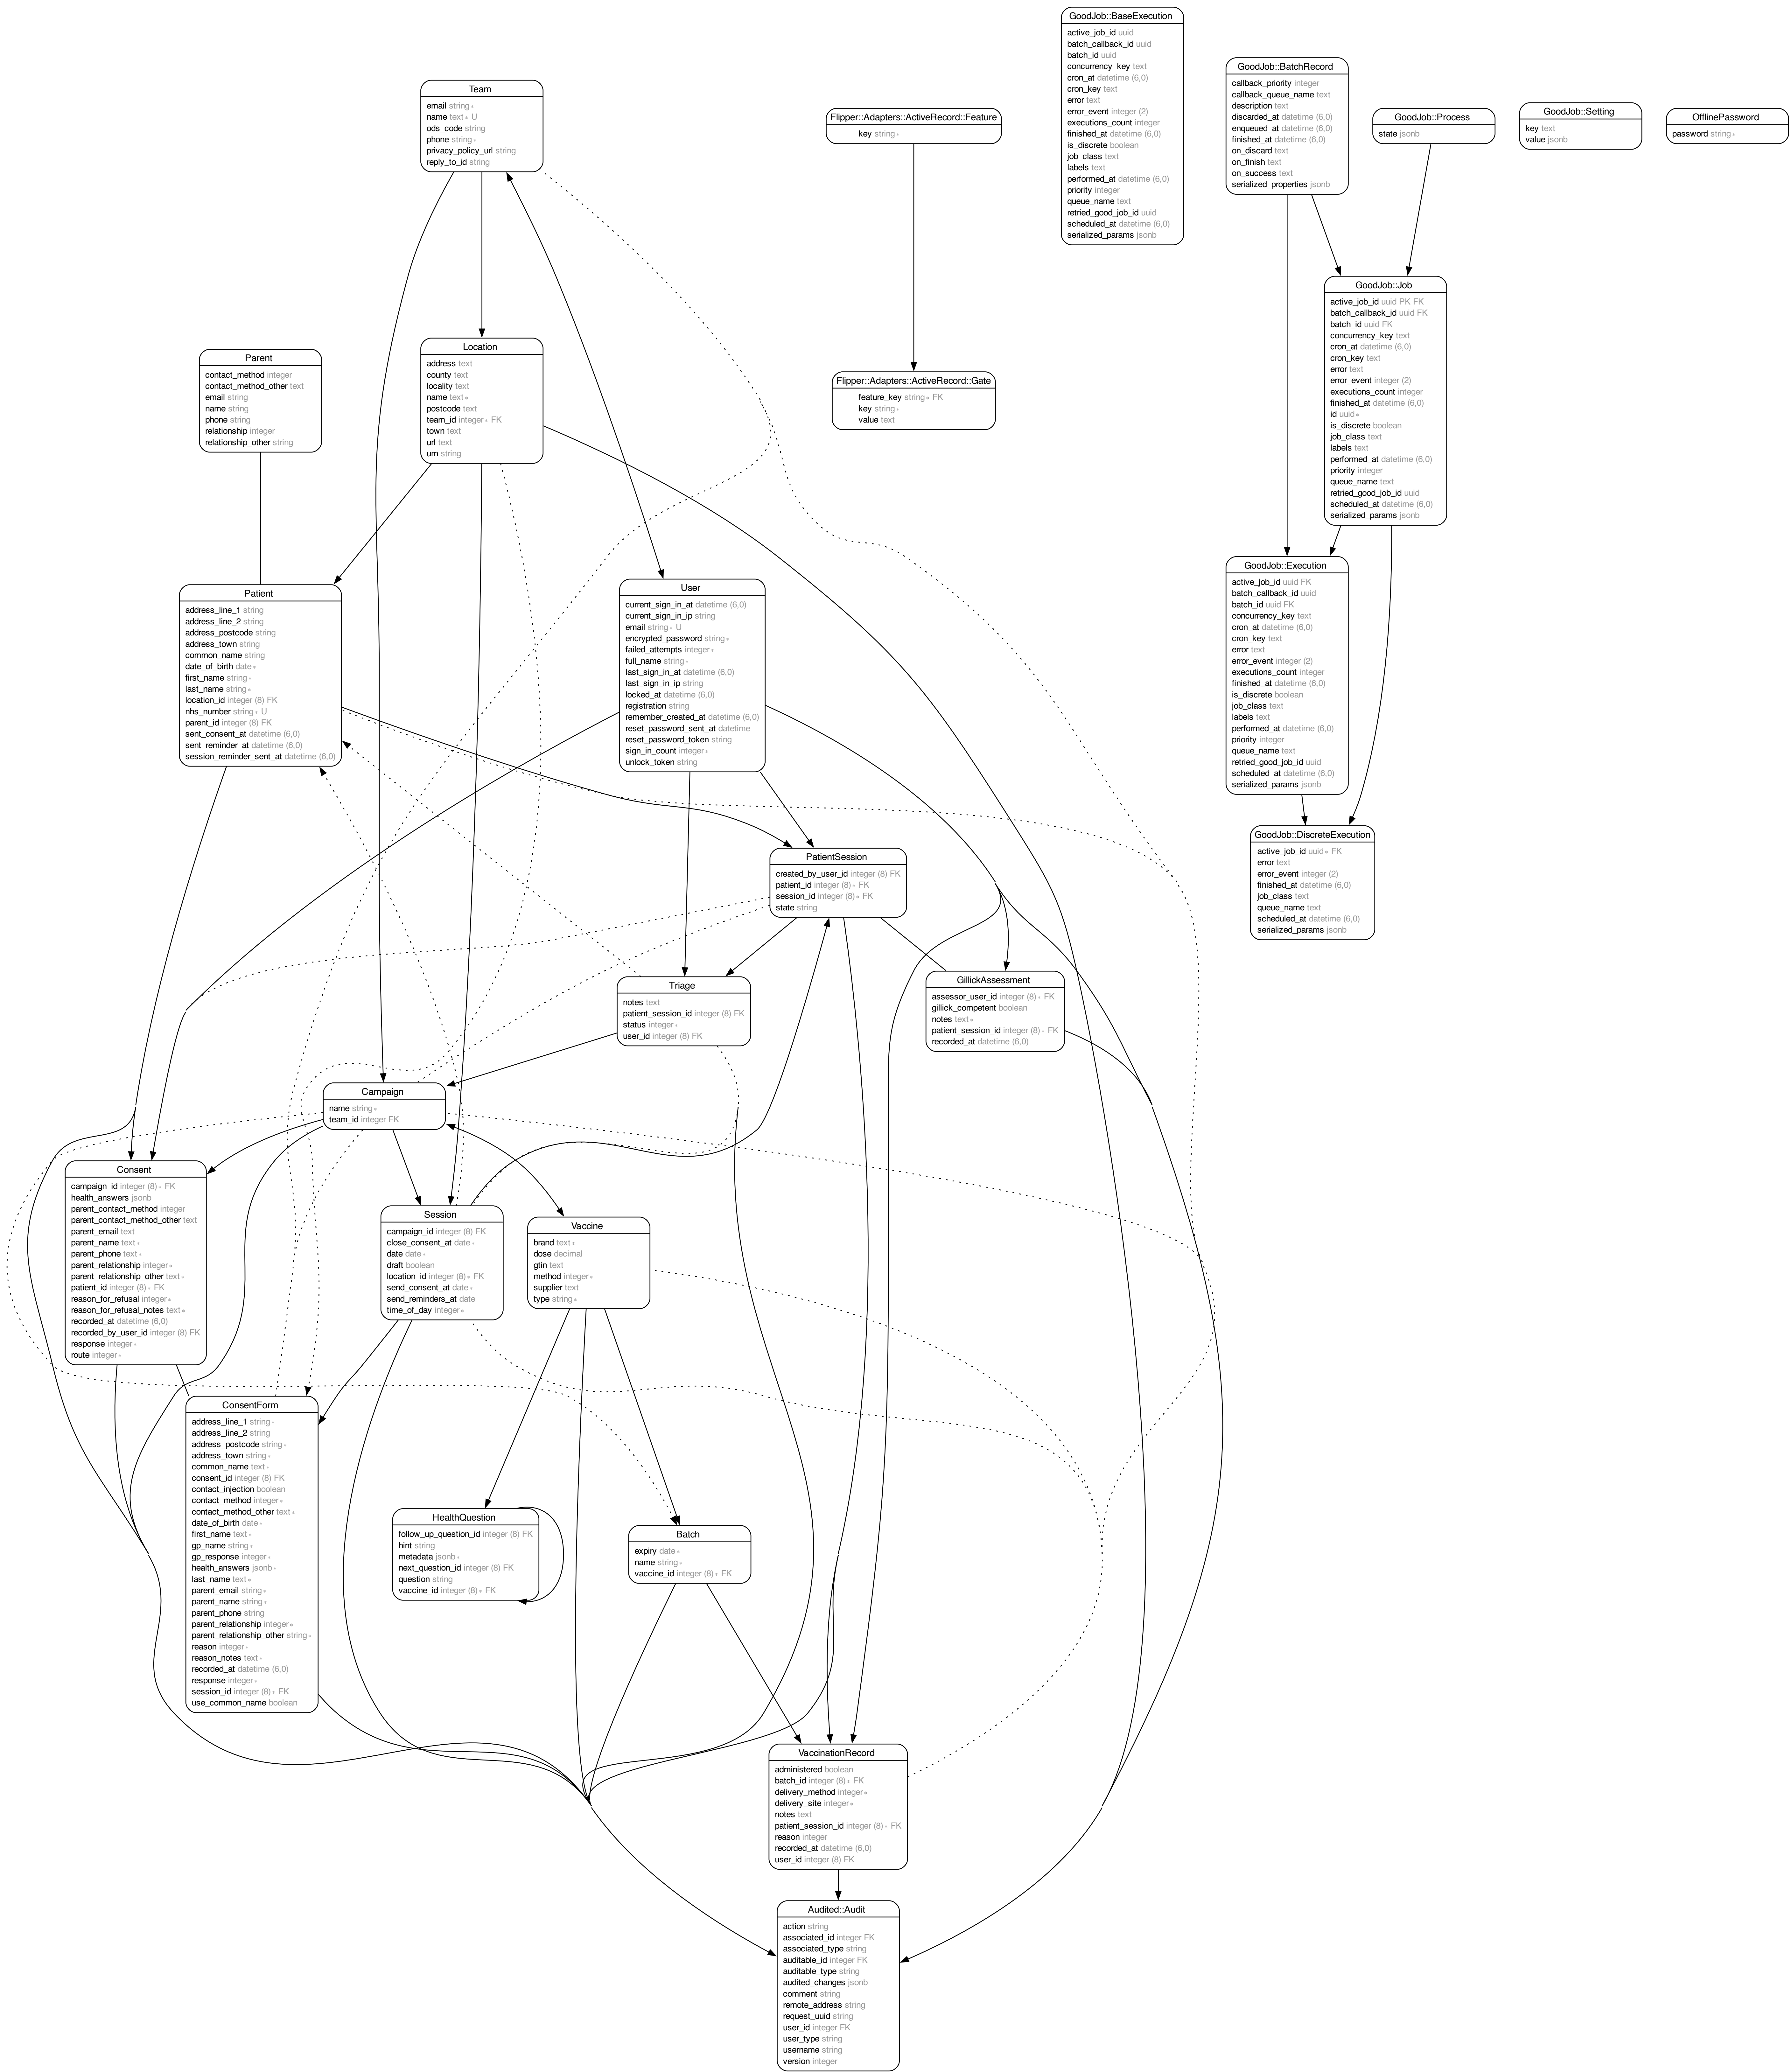 GoodJob::BaseExecution
active_job_id uuid
batch_callback_id uuid
batch_id uuid
concurrency_key text
cron_at datetime (6,0)
cron_key text
error text
error_event integer (2)
executions_count integer
finished_at datetime (6,0)
is_discrete boolean
job_class text
labels text
performed_at datetime (6,0)
priority integer
queue_name text
retried_good_job_id uuid
scheduled_at datetime (6,0)
serialized_params jsonb
GoodJob::BatchRecord
callback_priority integer
callback_queue_name text
description text
discarded_at datetime (6,0)
enqueued_at datetime (6,0)
finished_at datetime (6,0)
on_discard text
on_finish text
on_success text
serialized_properties jsonb
Team
email string ∗
name text ∗ U
ods_code string
phone string ∗
privacy_policy_url string
reply_to_id string
Flipper::Adapters::ActiveRecord::Feature
key string ∗
GoodJob::Process
state jsonb
GoodJob::Setting
key text
value jsonb
OfflinePassword
password string ∗
GoodJob::Job
active_job_id uuid PK FK
batch_callback_id uuid FK
batch_id uuid FK
concurrency_key text
cron_at datetime (6,0)
cron_key text
error text
error_event integer (2)
executions_count integer
finished_at datetime (6,0)
id uuid ∗
is_discrete boolean
job_class text
labels text
performed_at datetime (6,0)
priority integer
queue_name text
retried_good_job_id uuid
scheduled_at datetime (6,0)
serialized_params jsonb
Location
address text
county text
locality text
name text ∗
postcode text
team_id integer ∗ FK
town text
url text
urn string
Parent
contact_method integer
contact_method_other text
email string
name string
phone string
relationship integer
relationship_other string
Flipper::Adapters::ActiveRecord::Gate
feature_key string ∗ FK
key string ∗
value text
GoodJob::Execution
active_job_id uuid FK
batch_callback_id uuid
batch_id uuid FK
concurrency_key text
cron_at datetime (6,0)
cron_key text
error text
error_event integer (2)
executions_count integer
finished_at datetime (6,0)
is_discrete boolean
job_class text
labels text
performed_at datetime (6,0)
priority integer
queue_name text
retried_good_job_id uuid
scheduled_at datetime (6,0)
serialized_params jsonb
Patient
address_line_1 string
address_line_2 string
address_postcode string
address_town string
common_name string
date_of_birth date ∗
first_name string ∗
last_name string ∗
location_id integer (8) FK
nhs_number string ∗ U
parent_id integer (8) FK
sent_consent_at datetime (6,0)
sent_reminder_at datetime (6,0)
session_reminder_sent_at datetime (6,0)
User
current_sign_in_at datetime (6,0)
current_sign_in_ip string
email string ∗ U
encrypted_password string ∗
failed_attempts integer ∗
full_name string ∗
last_sign_in_at datetime (6,0)
last_sign_in_ip string
locked_at datetime (6,0)
registration string
remember_created_at datetime (6,0)
reset_password_sent_at datetime
reset_password_token string
sign_in_count integer ∗
unlock_token string
GoodJob::DiscreteExecution
active_job_id uuid ∗ FK
error text
error_event integer (2)
finished_at datetime (6,0)
job_class text
queue_name text
scheduled_at datetime (6,0)
serialized_params jsonb
PatientSession
created_by_user_id integer (8) FK
patient_id integer (8) ∗ FK
session_id integer (8) ∗ FK
state string
Triage
notes text
patient_session_id integer (8) FK
status integer ∗
user_id integer (8) FK
GillickAssessment
assessor_user_id integer (8) ∗ FK
gillick_competent boolean
notes text ∗
patient_session_id integer (8) ∗ FK
recorded_at datetime (6,0)
Campaign
name string ∗
team_id integer FK
Consent
campaign_id integer (8) ∗ FK
health_answers jsonb
parent_contact_method integer
parent_contact_method_other text
parent_email text
parent_name text ∗
parent_phone text ∗
parent_relationship integer ∗
parent_relationship_other text ∗
patient_id integer (8) ∗ FK
reason_for_refusal integer ∗
reason_for_refusal_notes text ∗
recorded_at datetime (6,0)
recorded_by_user_id integer (8) FK
response integer ∗
route integer ∗
Session
campaign_id integer (8) FK
close_consent_at date ∗
date date ∗
draft boolean
location_id integer (8) ∗ FK
send_consent_at date ∗
send_reminders_at date
time_of_day integer ∗
Vaccine
brand text ∗
dose decimal
gtin text
method integer ∗
supplier text
type string ∗
ConsentForm
address_line_1 string ∗
address_line_2 string
address_postcode string ∗
address_town string ∗
common_name text ∗
consent_id integer (8) FK
contact_injection boolean
contact_method integer ∗
contact_method_other text ∗
date_of_birth date ∗
first_name text ∗
gp_name string ∗
gp_response integer ∗
health_answers jsonb ∗
last_name text ∗
parent_email string ∗
parent_name string ∗
parent_phone string
parent_relationship integer ∗
parent_relationship_other string ∗
reason integer ∗
reason_notes text ∗
recorded_at datetime (6,0)
response integer ∗
session_id integer (8) ∗ FK
use_common_name boolean
HealthQuestion
follow_up_question_id integer (8) FK
hint string
metadata jsonb ∗
next_question_id integer (8) FK
question string
vaccine_id integer (8) ∗ FK
Batch
expiry date ∗
name string ∗
vaccine_id integer (8) ∗ FK
VaccinationRecord
administered boolean
batch_id integer (8) ∗ FK
delivery_method integer ∗
delivery_site integer ∗
notes text
patient_session_id integer (8) ∗ FK
reason integer
recorded_at datetime (6,0)
user_id integer (8) FK
Audited::Audit
action string
associated_id integer FK
associated_type string
auditable_id integer FK
auditable_type string
audited_changes jsonb
comment string
remote_address string
request_uuid string
user_id integer FK
user_type string
username string
version integer